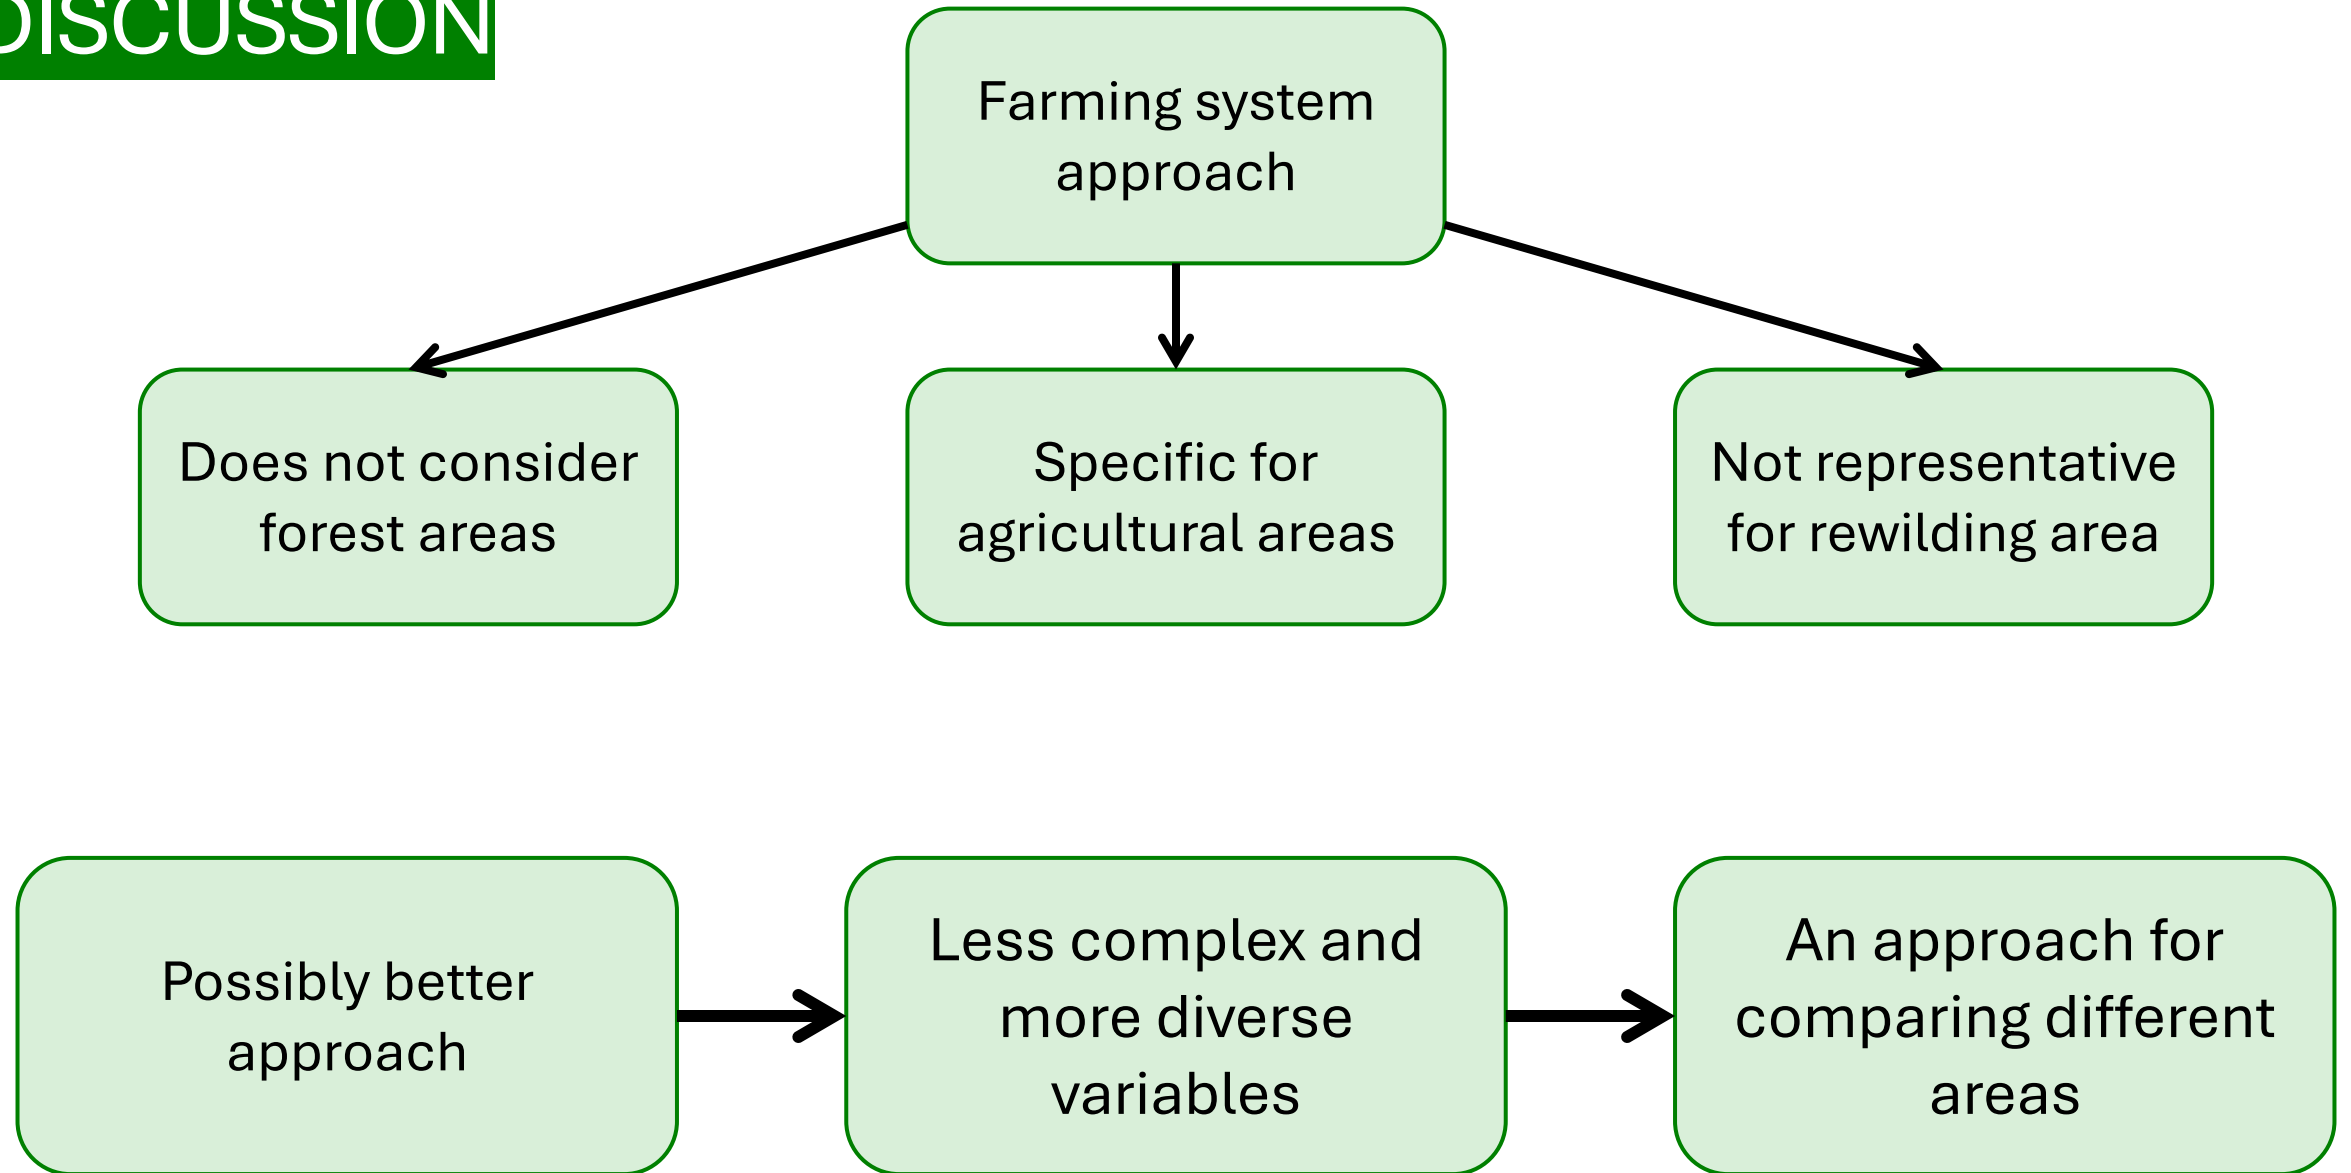 DISCUSSION
Farming system
approach
Does not consider
forest areas
Specific for
agricultural areas
Not representative
for rewilding area
Possibly better
approach
Less complex and
more diverse
variables
An approach for
comparing different
areas